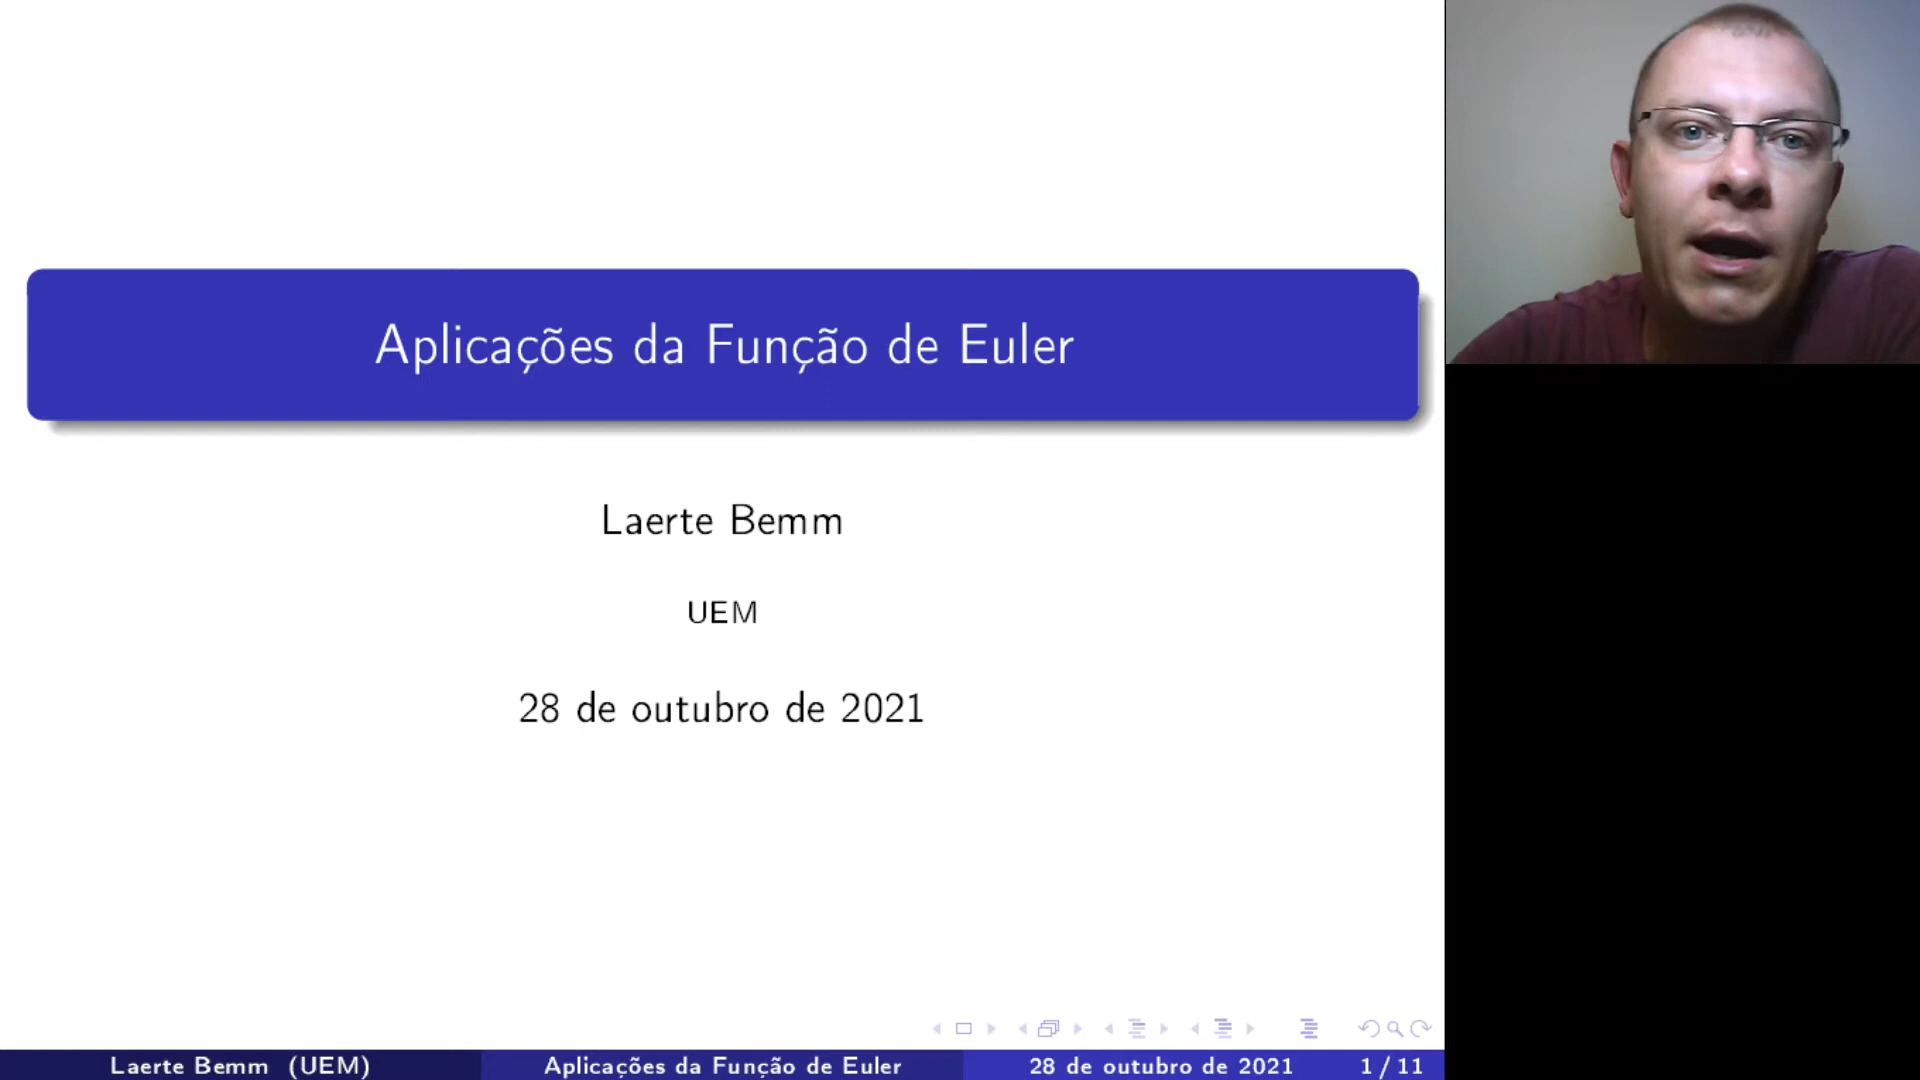 Aplicações da Função de Euler
Laerte Bemm
UEM
28 de outubro de 2021
Laerte Bemm (UEM) Aplicações da Função de Euler 28 de outubro de 2021 1 / 11